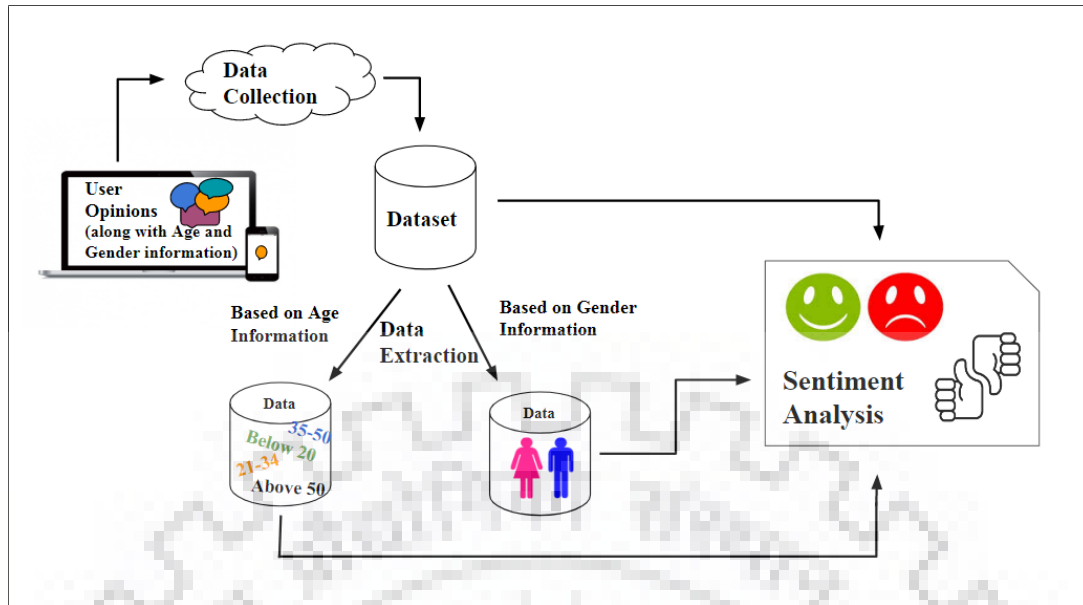 Data
Collection
User
Opinions
(along with Age and
Gender information)
Dataset
Based on Age
Information
Data
Extraction
Based on Gender
Information
Data
35-50
Below 20
21-34
Above 50
Data
Sentiment
Analysis